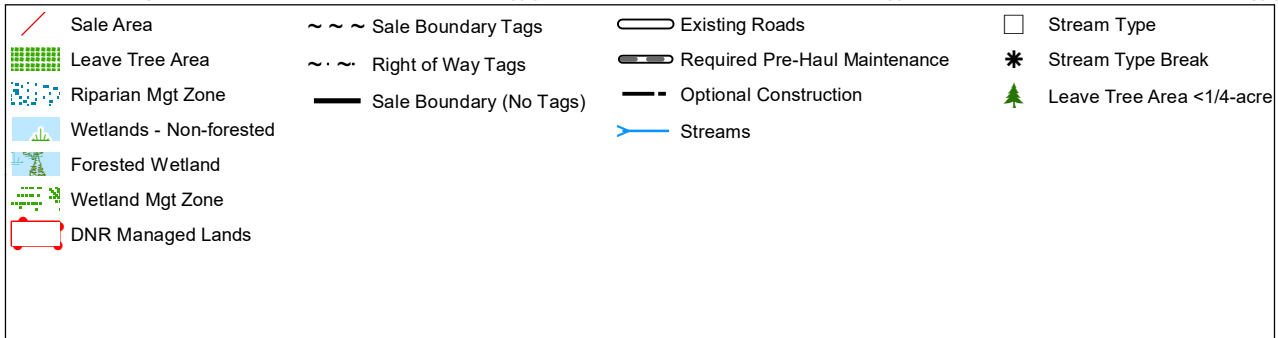 Sale Area
Leave Tree Area
Riparian Mgt Zone
Wetlands - Non-forested
Forested Wetland
Wetland Mgt Zone
DNR Managed Lands
Sale Boundary Tags
Right of Way Tags
Sale Boundary (No Tags)
Existing Roads
Required Pre-Haul Maintenance
Optional Construction
Streams
Stream Type
Stream Type Break
Leave Tree Area <1/4-acre